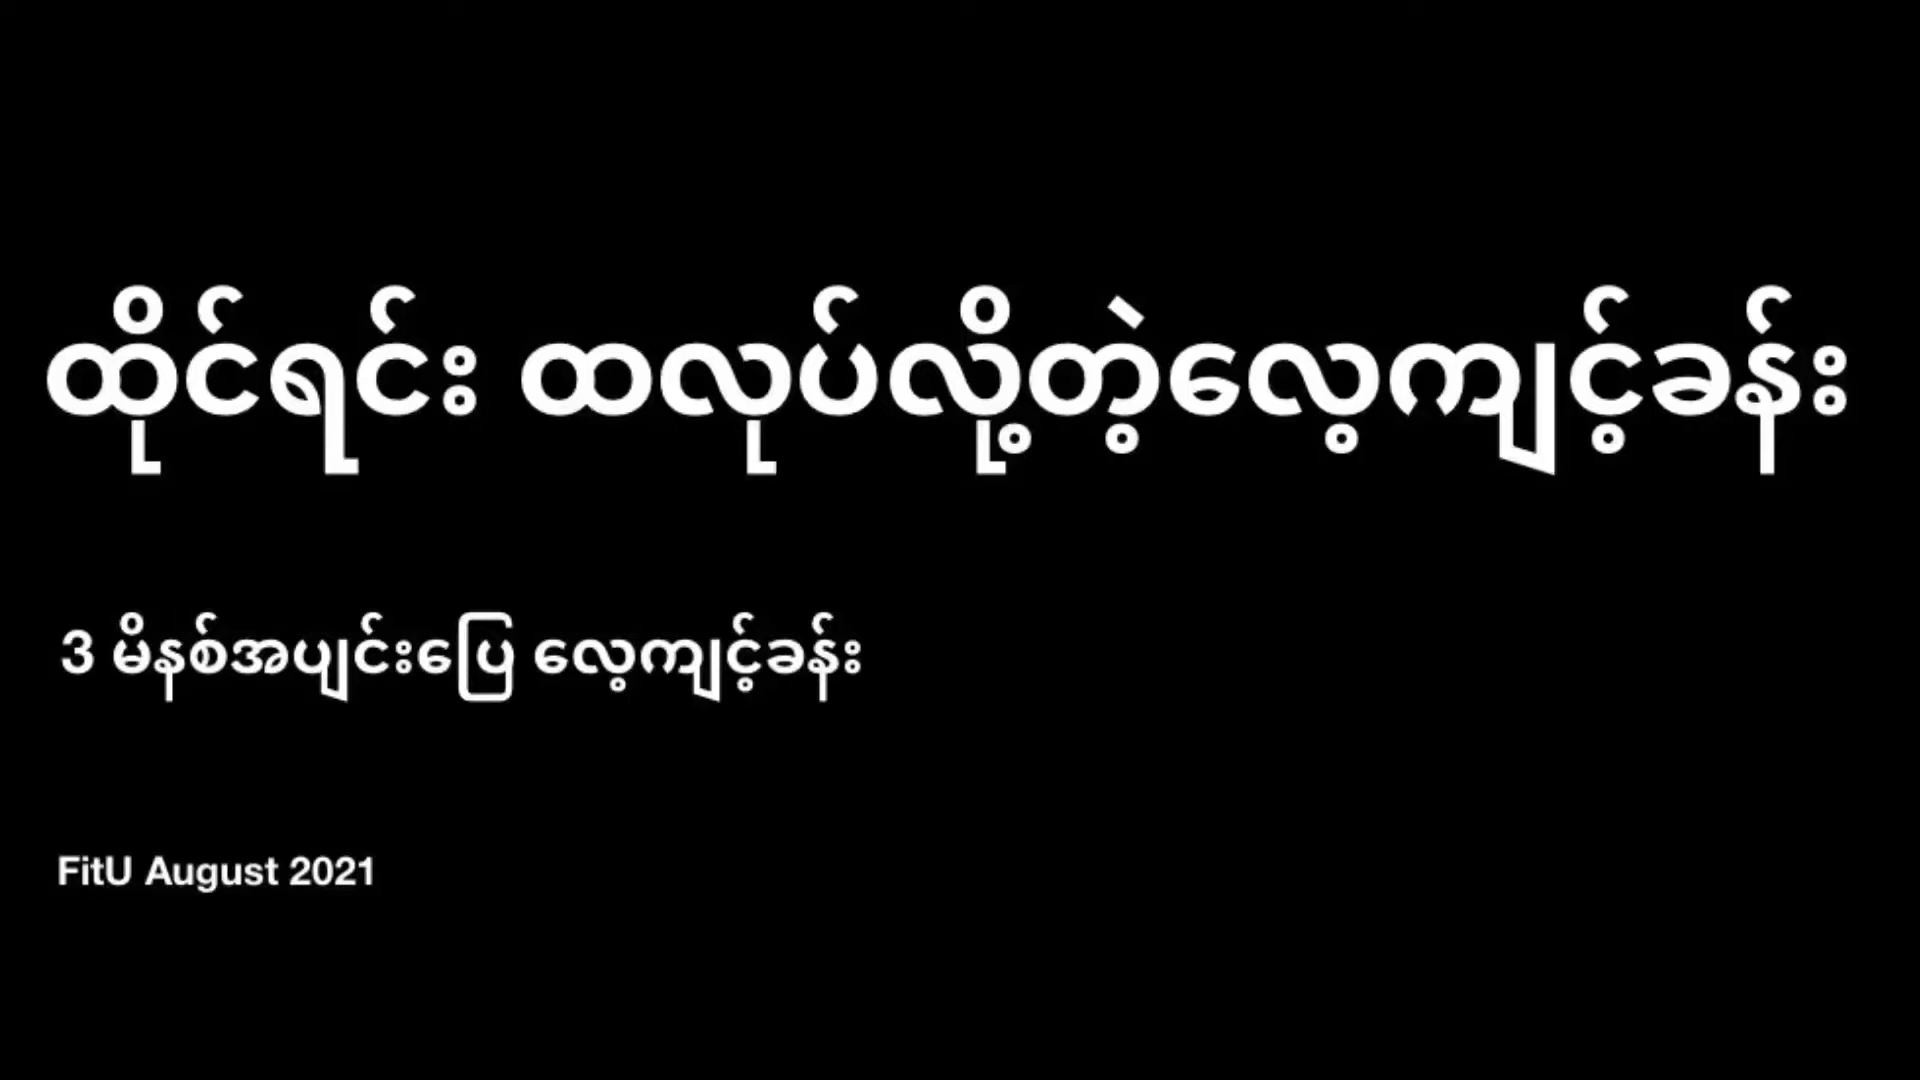 ထိုင်ရင်း ထလုပ်လို့တဲ့လေ့ကျင့်ခန်း
3 မိနစ်အပျင်းပြေ လေ့ကျင့်ခန်း
FitU August 2021